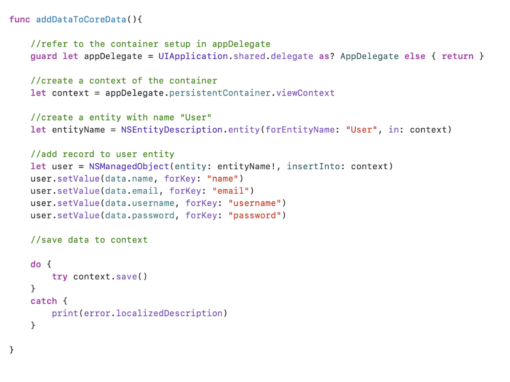 func addDataToCoreData(){
//refer to the container setup in appDelegate
guard let appDelegate = UIApplication.shared.delegate as? AppDelegate else { return }
//create a context of the container
let context = appDelegate.persistentContainer.viewContext
//create a entity with name "User"
let entityName = NSEntityDescription.entity(forEntityName: "User", in: context)
//add record to user entity
let user = NSManagedObject(entity: entityName!, insertInto: context)
user.setValue(data.name, forKey: "name")
user.setValue(data.email, forKey: "email")
user.setValue(data.username, forKey: "username")
user.setValue(data.password, forKey: "password")
//save data to context
do {
try context.save()
}
catch {
print(error.localizedDescription)
}
}